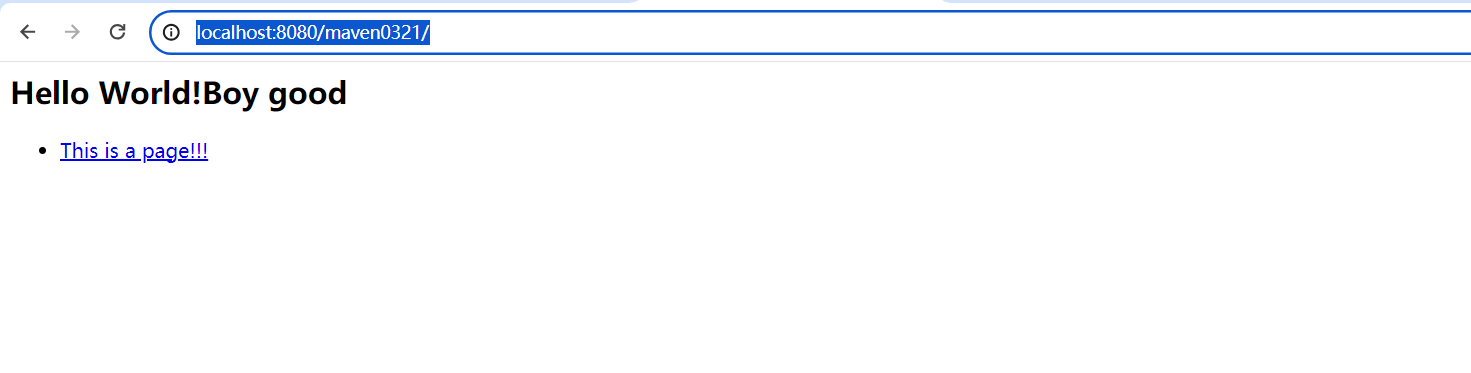 localhost:8080/maven0321/
Hello World!Boy good
This is a page!!!